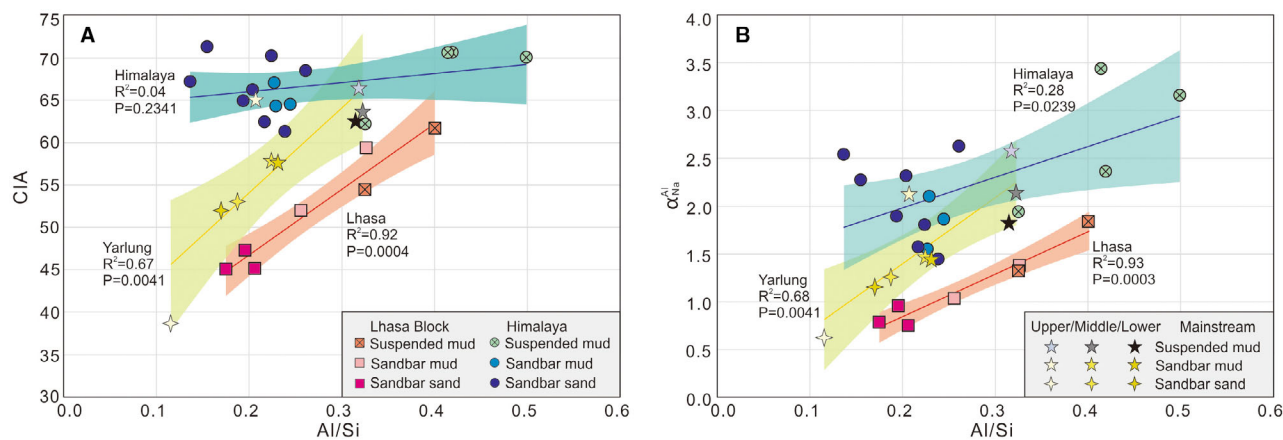 A
75
70
65
60
55
50
45
40
35
30
CIA
Himalaya
R²=0.04
P=0.2341
Yarlung
R²=0.67
P=0.0041
Lhasa
R²=0.92
P=0.0004
Lhasa Block Himalaya
Suspended mud Suspended mud
Sandbar mud Sandbar mud
Sandbar sand Sandbar sand
0.0 0.1 0.2 0.3 0.4 0.5 0.6
Al/Si
B
4.0
3.5
3.0
2.5
2.0
1.5
1.0
0.5
0.0
α Al Na
Himalaya
R²=0.28
P=0.0239
Lhasa
R²=0.93
P=0.0003
Yarlung
R²=0.68
P=0.0041
Upper/Middle/Lower Mainstream
Suspended mud
Sandbar mud
Sandbar sand
0.0 0.1 0.2 0.3 0.4 0.5 0.6
Al/Si